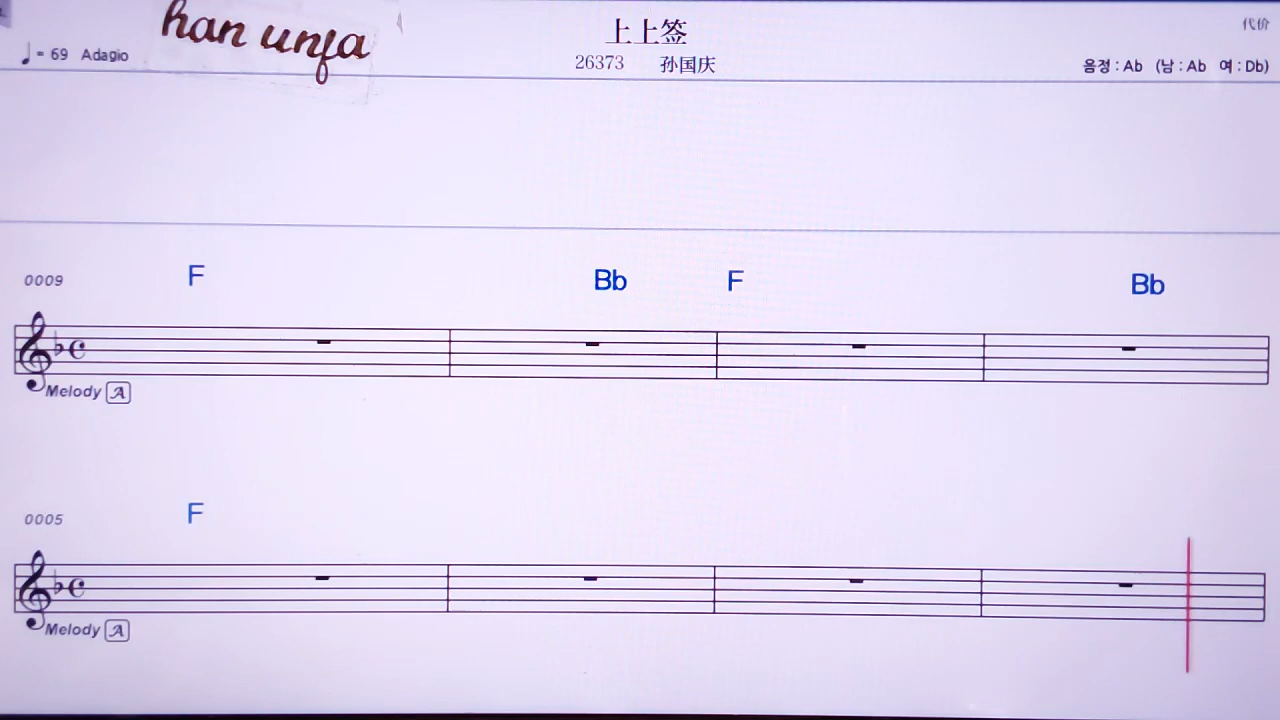 han unfa
上上签
代价
♩= 69 Adagio
26373 孙国庆
음정 : Ab (남 : Ab 여 : Db)
F Bb F Bb
0009
Melody A
F
0005
Melody A